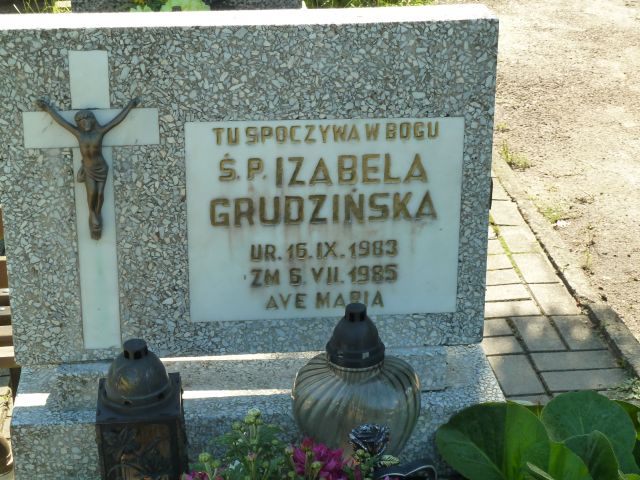 TU SPOCZYWA W BOGU
Ś.P. IZABELA
GRUDZIŃSKA
UR. 16. IX. 1983
ZM 6. VII. 1985
AVE MARIA